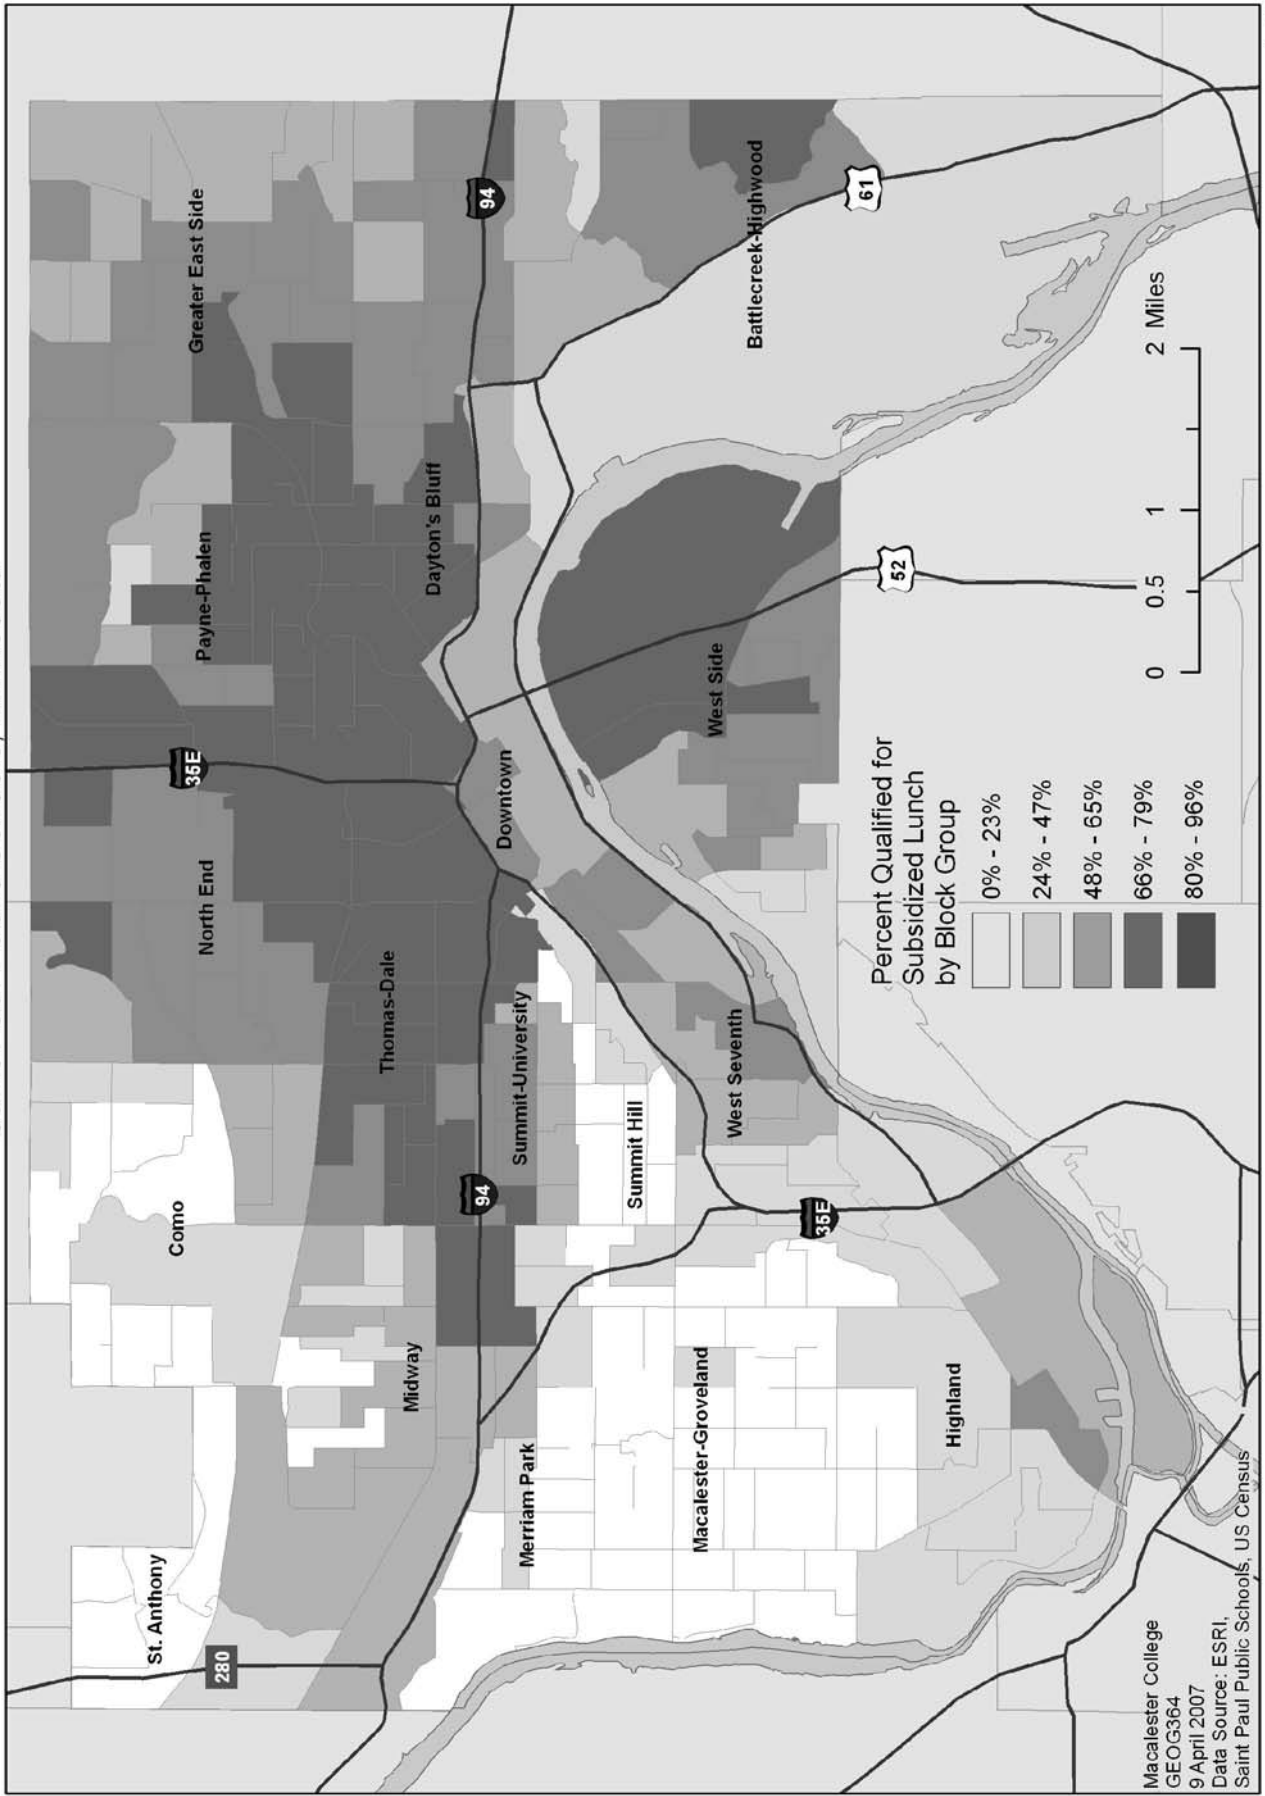 St. Anthony
280
Como
North End
35E
Payne-Phalen
Greater East Side
Midway
Thomas-Dale
94
Dayton's Bluff
94
Merriam Park
Summit-University
Downtown
Summit Hill
Macalester-Groveland
West Seventh
West Side
Battlecreek-Highwood
35E
61
52
Highland
Percent Qualified for
Subsidized Lunch
by Block Group
0% - 23%
24% - 47%
48% - 65%
66% - 79%
80% - 96%
0 0.5 1 2 Miles
Macalester College
GEOG364
9 April 2007
Data Source: ESRI,
Saint Paul Public Schools, US Census